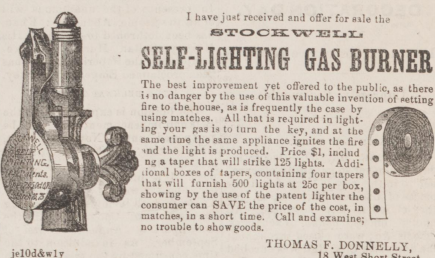 I have just received and offer for sale the
STOCKWELL
SELF-LIGHTING GAS BURNER
The best improvement yet offered to the public, as there
is no danger by the use of this valuable invention of setting
fire to the house, as is frequently the case by
using matches. All that is required in light-
ing your gas is to turn the key, and at the
same time the same appliance ignites the fire
and the light is produced. Price $1, includ
ng a taper that will strike 125 lights. Addi-
tional boxes of tapers, containing four tapers
that will furnish 500 lights at 25c per box,
showing by the use of the patent lighter the
consumer can SAVE the price of the cost, in
matches, in a short time. Call and examine;
no trouble to show goods.
THOMAS F. DONNELLY,
je10d&w1y 18 West Short Street